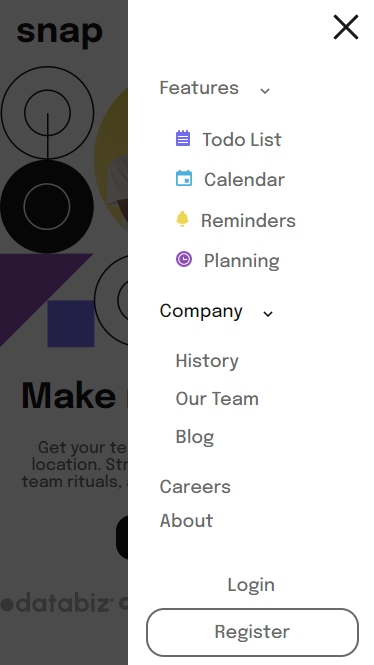 snap
Features
Todo List
Calendar
Reminders
Planning
Company
History
Our Team
Blog
Careers
About
Login
Register
Make
Get your te
location. Str
team rituals,
databiz